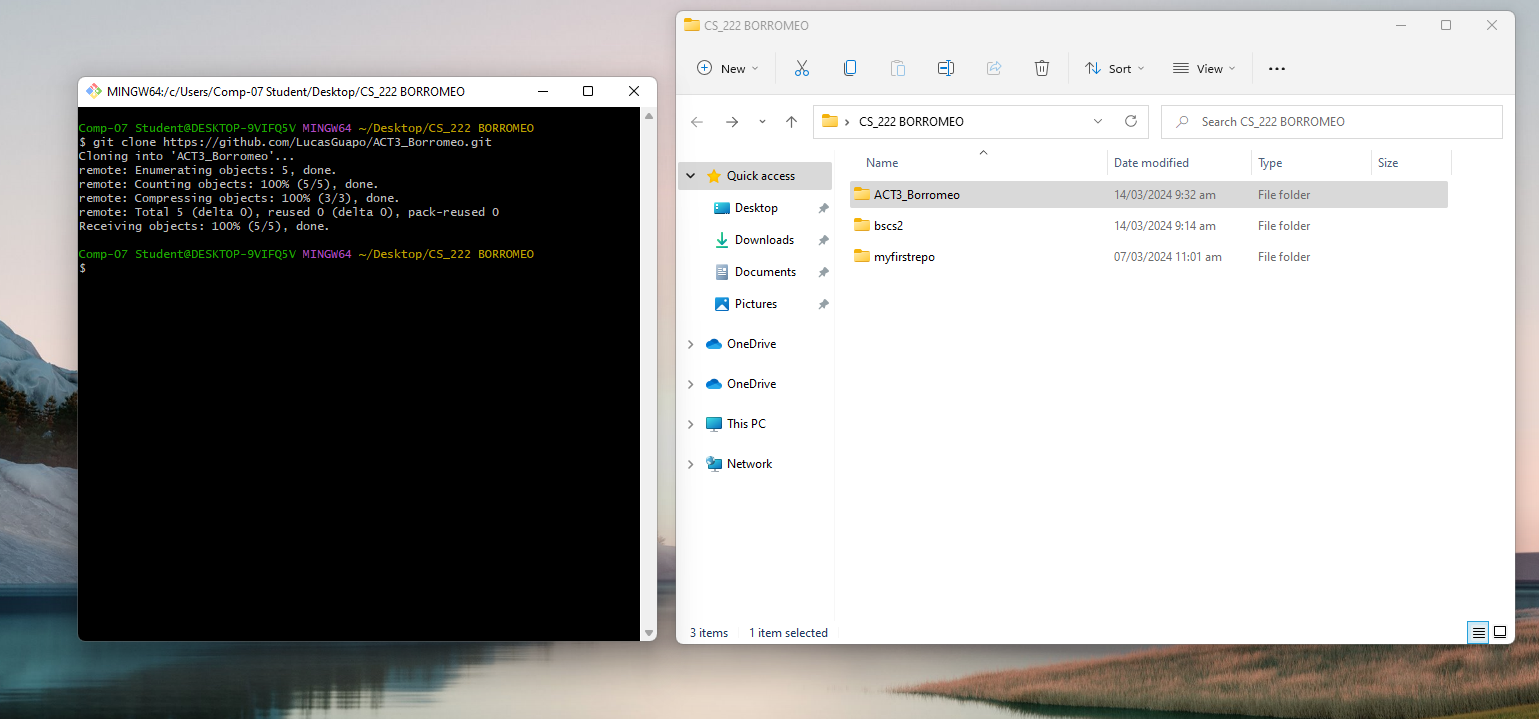 MINGW64:/c/Users/Comp-07 Student/Desktop/CS_222 BORROMEO
Comp-07 Student@DESKTOP-9VIFQ5V MINGW64 ~/Desktop/CS_222 BORROMEO
$ git clone https://github.com/LucasGuapo/ACT3_Borromeo.git
Cloning into 'ACT3_Borromeo'...
remote: Enumerating objects: 5, done.
remote: Counting objects: 100% (5/5), done.
remote: Compressing objects: 100% (3/3), done.
remote: Total 5 (delta 0), reused 0 (delta 0), pack-reused 0
Receiving objects: 100% (5/5), done.
Comp-07 Student@DESKTOP-9VIFQ5V MINGW64 ~/Desktop/CS_222 BORROMEO
$
CS_222 BORROMEO
New Sort View
CS_222 BORROMEO Search CS_222 BORROMEO
Quick access
Desktop
Downloads
Documents
Pictures
OneDrive
OneDrive
This PC
Network
Name Date modified Type Size
ACT3_Borromeo 14/03/2024 9:32 am File folder
bscs2 14/03/2024 9:14 am File folder
myfirstrepo 07/03/2024 11:01 am File folder
3 items 1 item selected